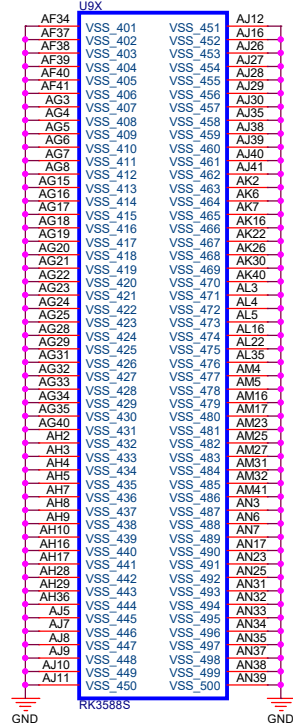 U9X
AF34 VSS_401 VSS_451 AJ12
AF37 VSS_402 VSS_452 AJ16
AF38 VSS_403 VSS_453 AJ26
AF39 VSS_404 VSS_454 AJ27
AF40 VSS_405 VSS_455 AJ28
AF41 VSS_406 VSS_456 AJ29
AG3 VSS_407 VSS_457 AJ30
AG4 VSS_408 VSS_458 AJ35
AG5 VSS_409 VSS_459 AJ38
AG6 VSS_410 VSS_460 AJ39
AG7 VSS_411 VSS_461 AJ40
AG8 VSS_412 VSS_462 AJ41
AG15 VSS_413 VSS_463 AK2
AG16 VSS_414 VSS_464 AK6
AG17 VSS_415 VSS_465 AK7
AG18 VSS_416 VSS_466 AK16
AG19 VSS_417 VSS_467 AK22
AG20 VSS_418 VSS_468 AK26
AG21 VSS_419 VSS_469 AK30
AG22 VSS_420 VSS_470 AK40
AG23 VSS_421 VSS_471 AL3
AG24 VSS_422 VSS_472 AL4
AG25 VSS_423 VSS_473 AL5
AG28 VSS_424 VSS_474 AL16
AG29 VSS_425 VSS_475 AL22
AG31 VSS_426 VSS_476 AL35
AG32 VSS_427 VSS_477 AM4
AG33 VSS_428 VSS_478 AM5
AG34 VSS_429 VSS_479 AM16
AG35 VSS_430 VSS_480 AM17
AG40 VSS_431 VSS_481 AM23
AH2 VSS_432 VSS_482 AM25
AH3 VSS_433 VSS_483 AM27
AH4 VSS_434 VSS_484 AM31
AH5 VSS_435 VSS_485 AM32
AH7 VSS_436 VSS_486 AM41
AH8 VSS_437 VSS_487 AN3
AH9 VSS_438 VSS_488 AN6
AH10 VSS_439 VSS_489 AN7
AH16 VSS_440 VSS_490 AN17
AH17 VSS_441 VSS_491 AN23
AH28 VSS_442 VSS_492 AN25
AH29 VSS_443 VSS_493 AN31
AH36 VSS_444 VSS_494 AN32
AJ5 VSS_445 VSS_495 AN33
AJ7 VSS_446 VSS_496 AN34
AJ8 VSS_447 VSS_497 AN35
AJ9 VSS_448 VSS_498 AN37
AJ10 VSS_449 VSS_499 AN38
AJ11 VSS_450 VSS_500 AN39
RK3588S
GND GND